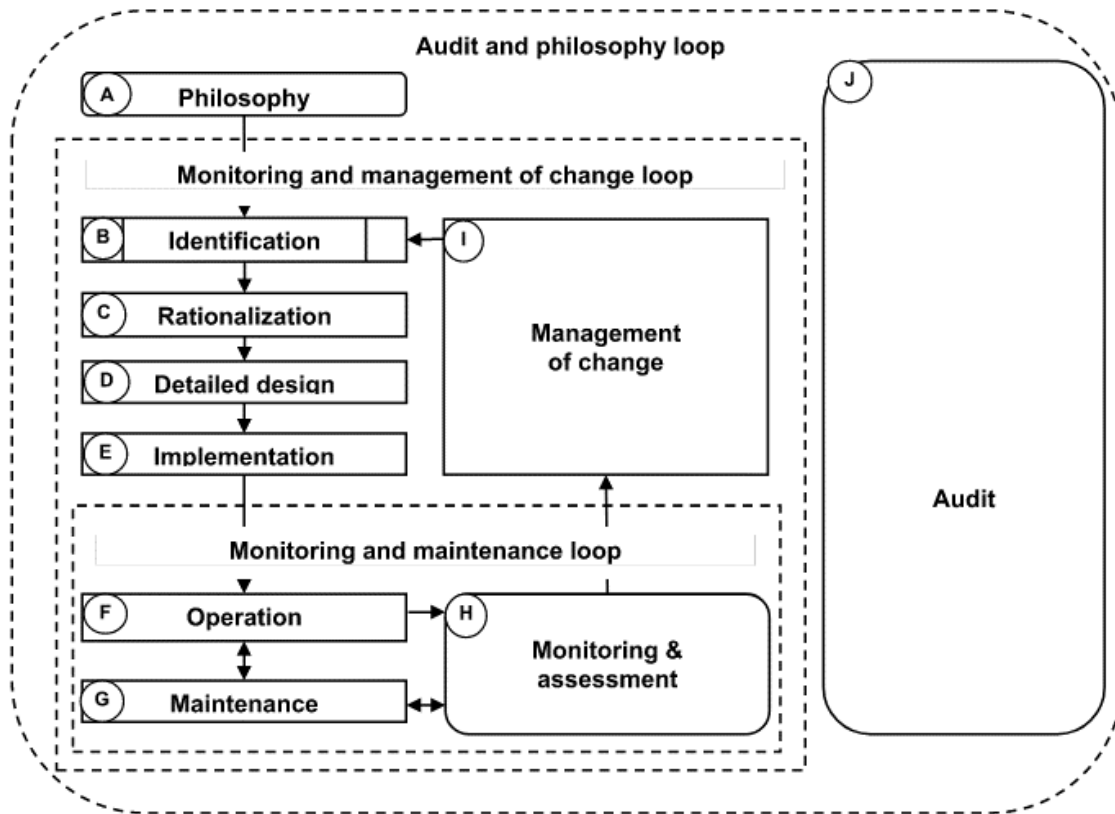 Audit and philosophy loop
A
Philosophy
J
Monitoring and management of change loop
B
Identification
I
C
Rationalization
Management
of change
D
Detailed design
E
Implementation
Audit
Monitoring and maintenance loop
F
Operation
H
Monitoring &
assessment
G
Maintenance